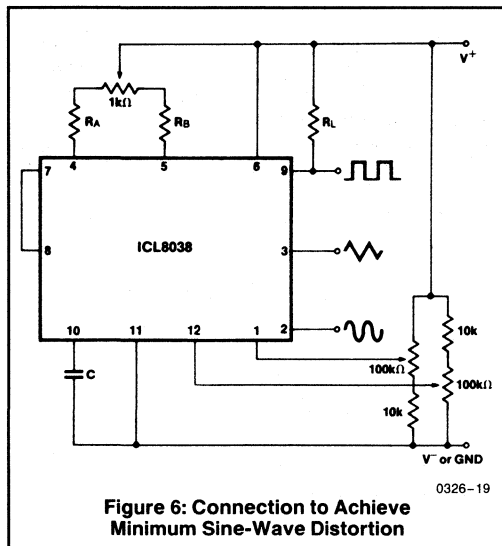 V+
1kΩ
RA
RB
RL
4
5
6
7
9
ICL8038
8
3
10
11
12
1
2
10k
100kΩ
100kΩ
C
10k
V− or GND
0326-19
Figure 6: Connection to Achieve
Minimum Sine-Wave Distortion